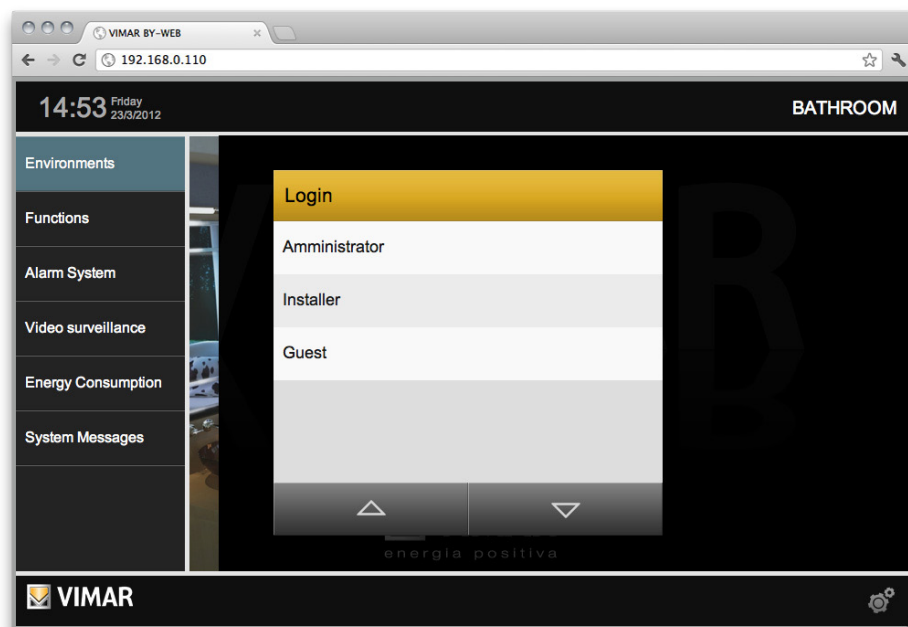 VIMAR BY-WEB
192.168.0.110
14:53 Friday
23/3/2012
BATHROOM
Environments
Functions
Alarm System
Video surveillance
Energy Consumption
System Messages
Login
Amministrator
Installer
Guest
energia positiva
VIMAR